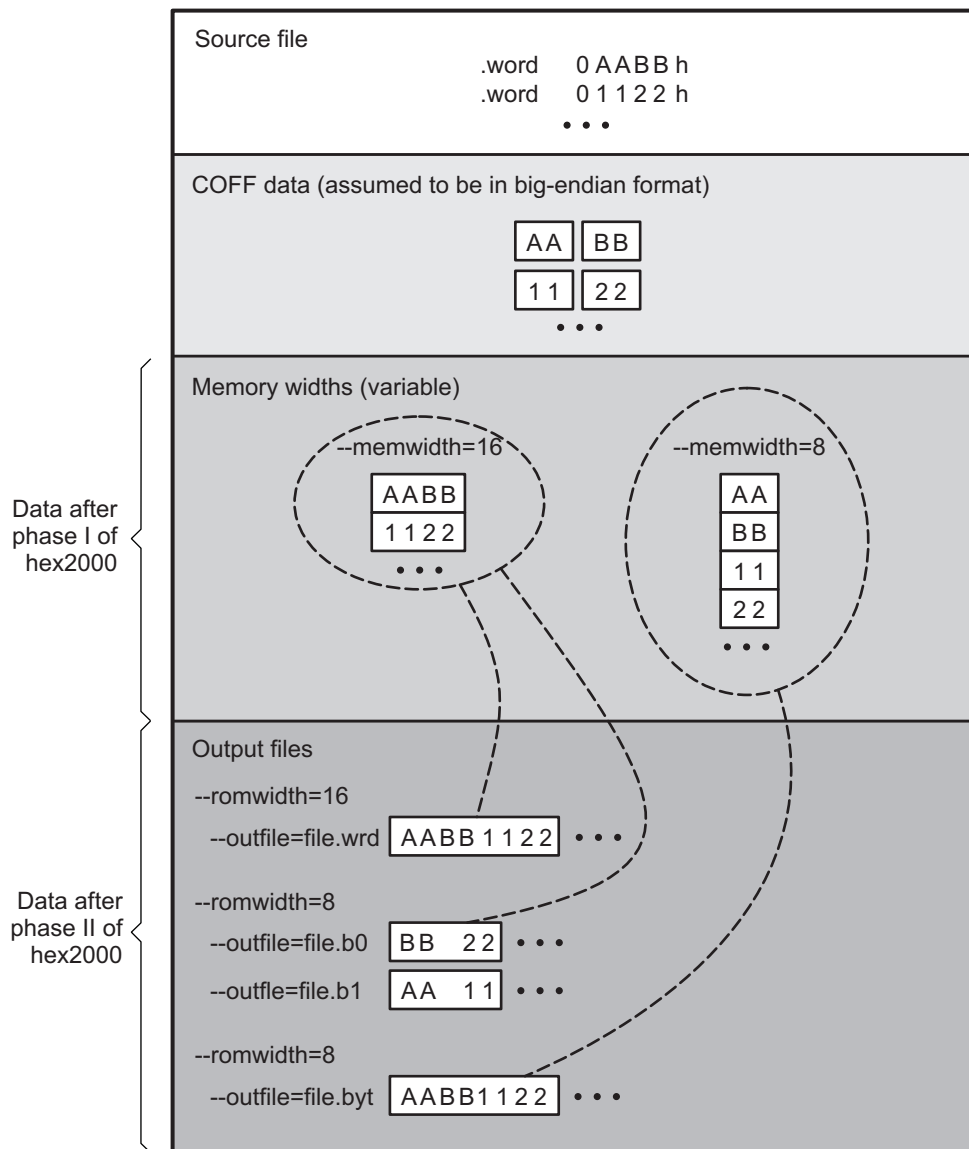 Source file
.word 0AABBh
.word 01122h
• • •
COFF data (assumed to be in big-endian format)
AA BB
11 22
• • •
Data after
phase I of
hex2000
Memory widths (variable)
--memwidth=16
AABB
1122
• • •
--memwidth=8
AA
BB
11
22
• • •
Data after
phase II of
hex2000
Output files
--romwidth=16
--outfile=file.wrd AABB1122 • • •
--romwidth=8
--outfile=file.b0 BB 22 • • •
--outfle=file.b1 AA 11 • • •
--romwidth=8
--outfile=file.byt AABB1122 • • •